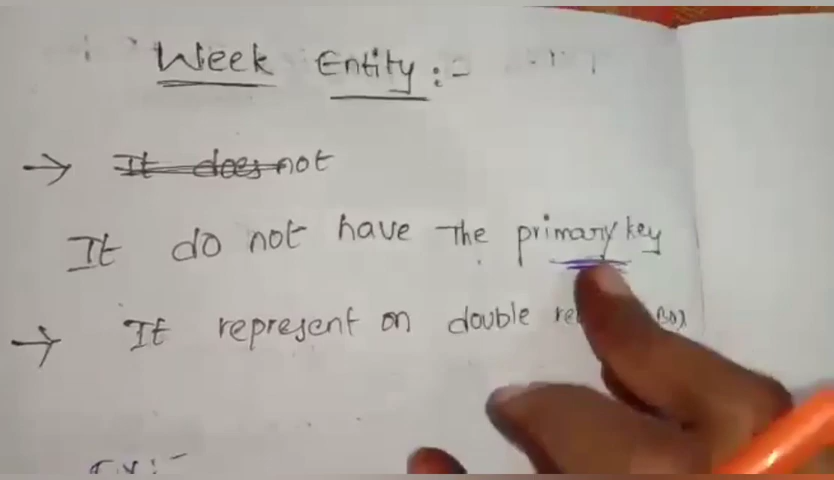 Week Entity :-
→ It does not
It do not have The primary key
→ It represent on double